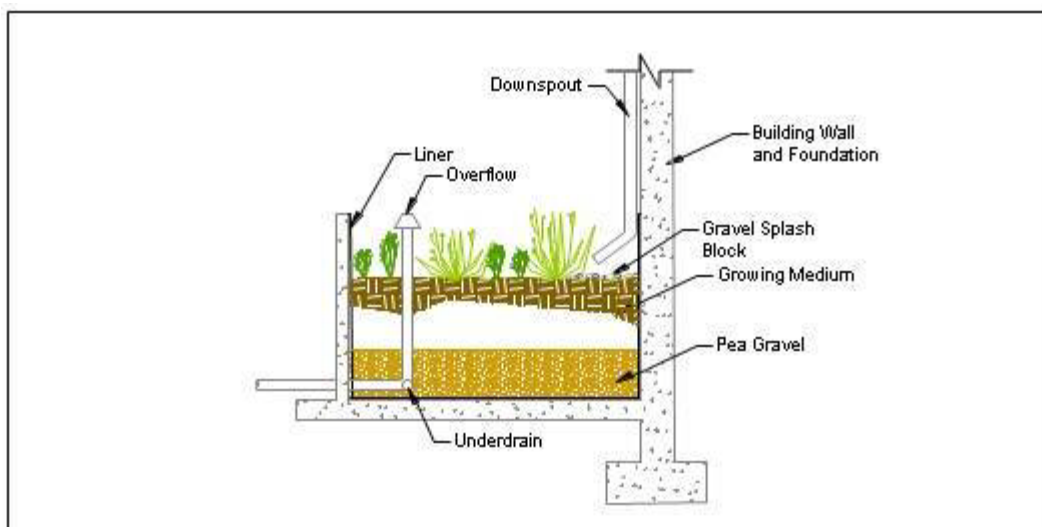 Downspout
Building Wall
and Foundation
Liner
Overflow
Gravel Splash
Block
Growing Medium
Pea Gravel
Underdrain